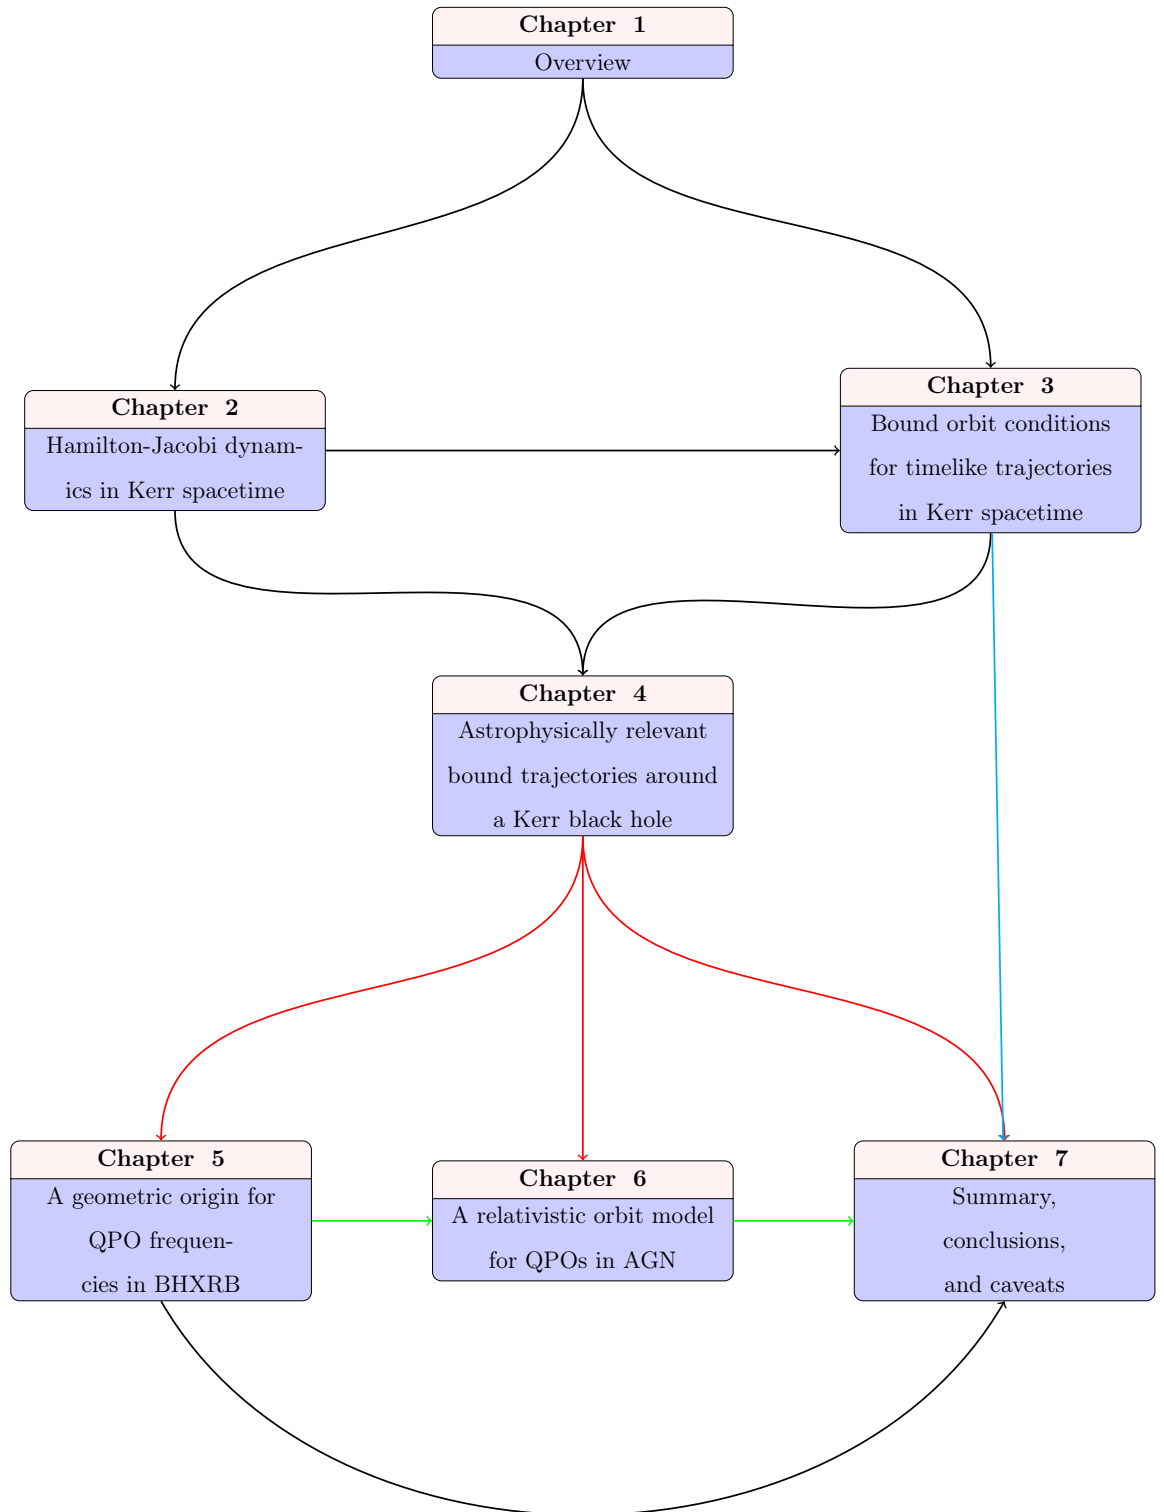 Chapter 1
Overview
Chapter 2
Hamilton-Jacobi dynam-
ics in Kerr spacetime
Chapter 3
Bound orbit conditions
for timelike trajectories
in Kerr spacetime
Chapter 4
Astrophysically relevant
bound trajectories around
a Kerr black hole
Chapter 5
A geometric origin for
QPO frequen-
cies in BHXRB
Chapter 6
A relativistic orbit model
for QPOs in AGN
Chapter 7
Summary,
conclusions,
and caveats